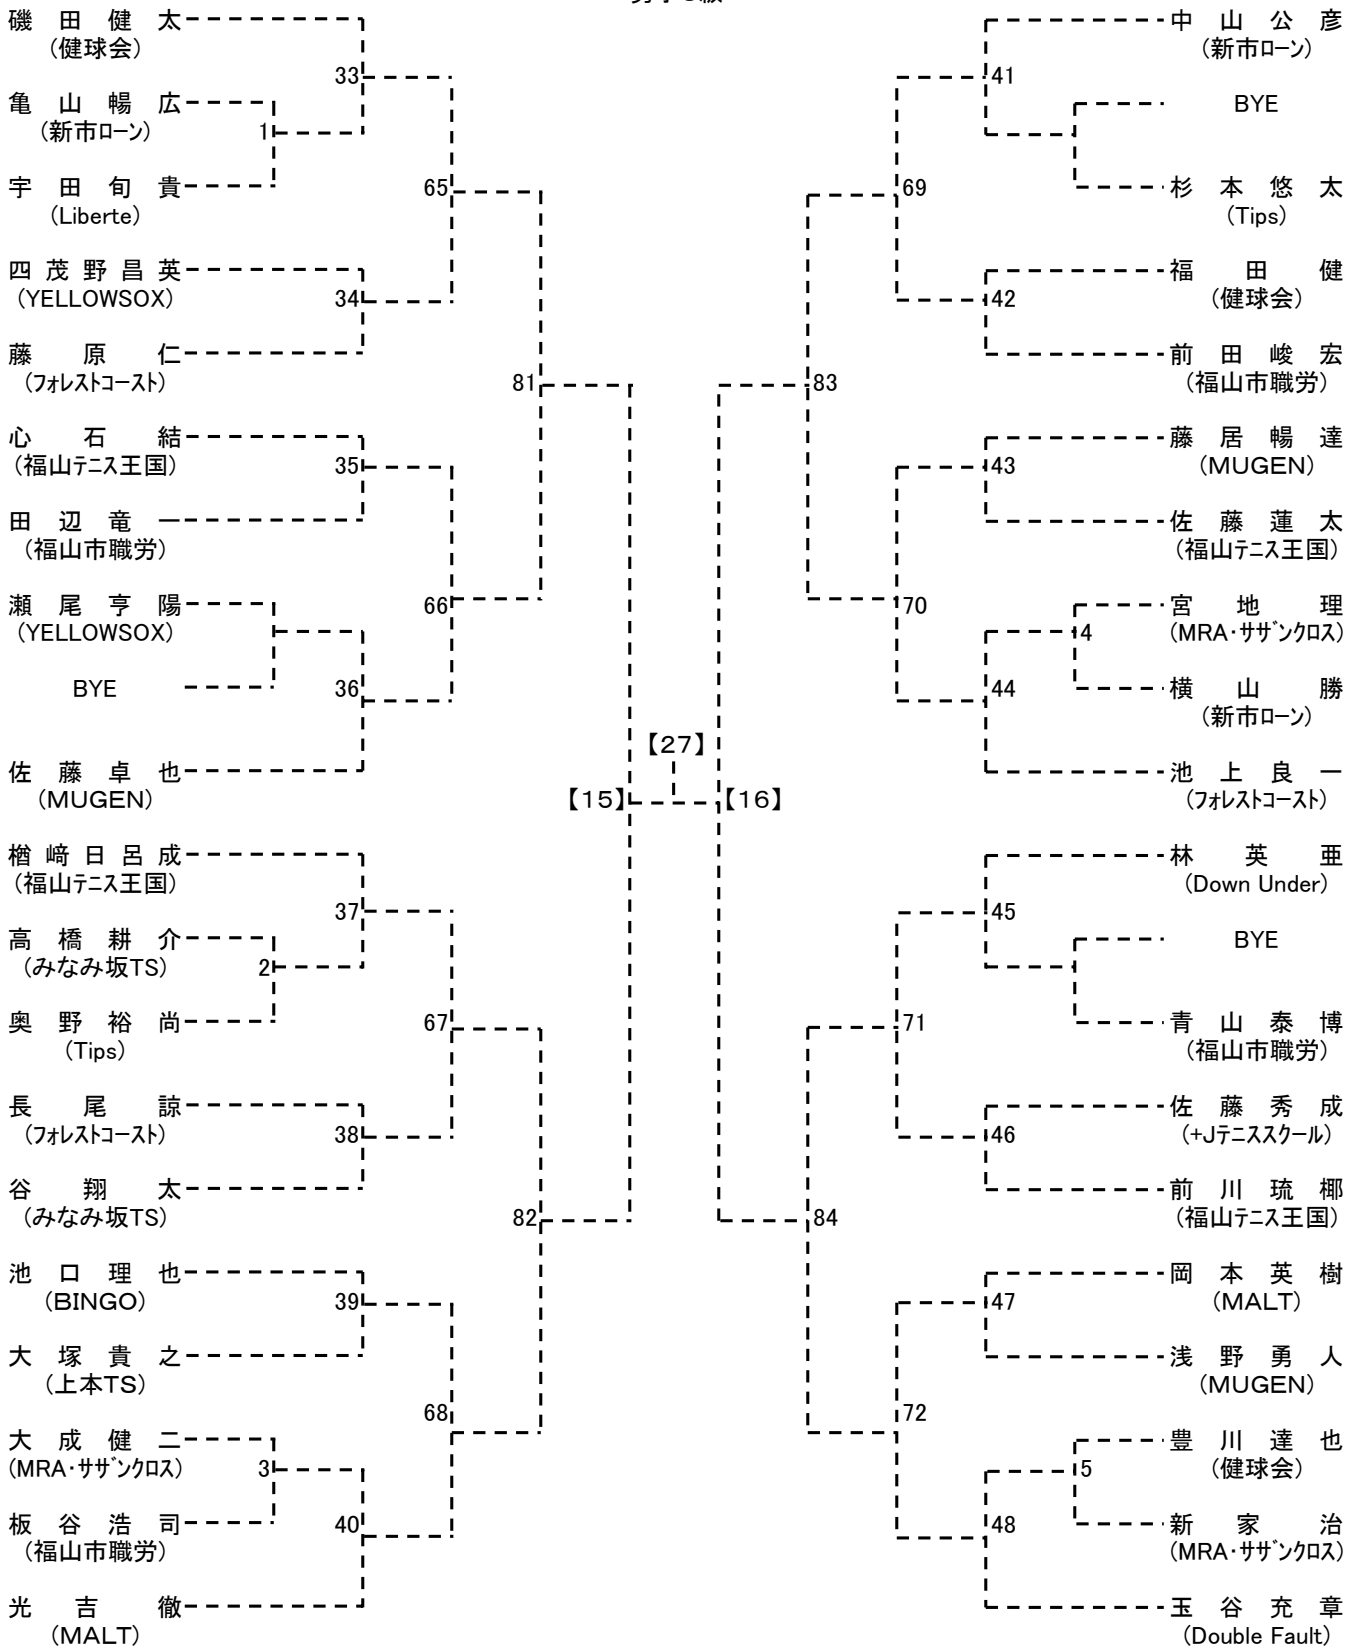 磯田健太
(健球会)
33
亀山暢広
(新市ローン)
1
宇田旬貴
(Liberte)
65
四茂野昌英
(YELLOWSOX)
34
藤原仁
(フォレストコースト)
81
心石結
(福山テニス王国)
35
田辺竜一
(福山市職労)
瀬尾亨陽
(YELLOWSOX)
66
BYE
36
佐藤卓也
(MUGEN)
【15】
楢﨑日呂成
(福山テニス王国)
37
高橋耕介
(みなみ坂TS)
2
奥野裕尚
(Tips)
67
長尾諒
(フォレストコースト)
38
谷翔太
(みなみ坂TS)
82
池口理也
(BINGO)
39
大塚貴之
(上本TS)
68
大成健二
(MRA・サザンクロス)
3
板谷浩司
(福山市職労)
40
光吉徹
(MALT)
【27】
中山公彦
(新市ローン)
41
BYE
杉本悠太
(Tips)
69
福田健
(健球会)
42
前田峻宏
(福山市職労)
83
藤居暢達
(MUGEN)
43
佐藤蓮太
(福山テニス王国)
70
宮地理
(MRA・サザンクロス)
4
横山勝
(新市ローン)
44
池上良一
(フォレストコースト)
【16】
林英亜
(Down Under)
45
BYE
青山泰博
(福山市職労)
71
佐藤秀成
(+Jテニススクール)
46
前川琉椰
(福山テニス王国)
84
岡本英樹
(MALT)
47
浅野勇人
(MUGEN)
72
豊川達也
(健球会)
5
新家治
(MRA・サザンクロス)
48
玉谷充章
(Double Fault)